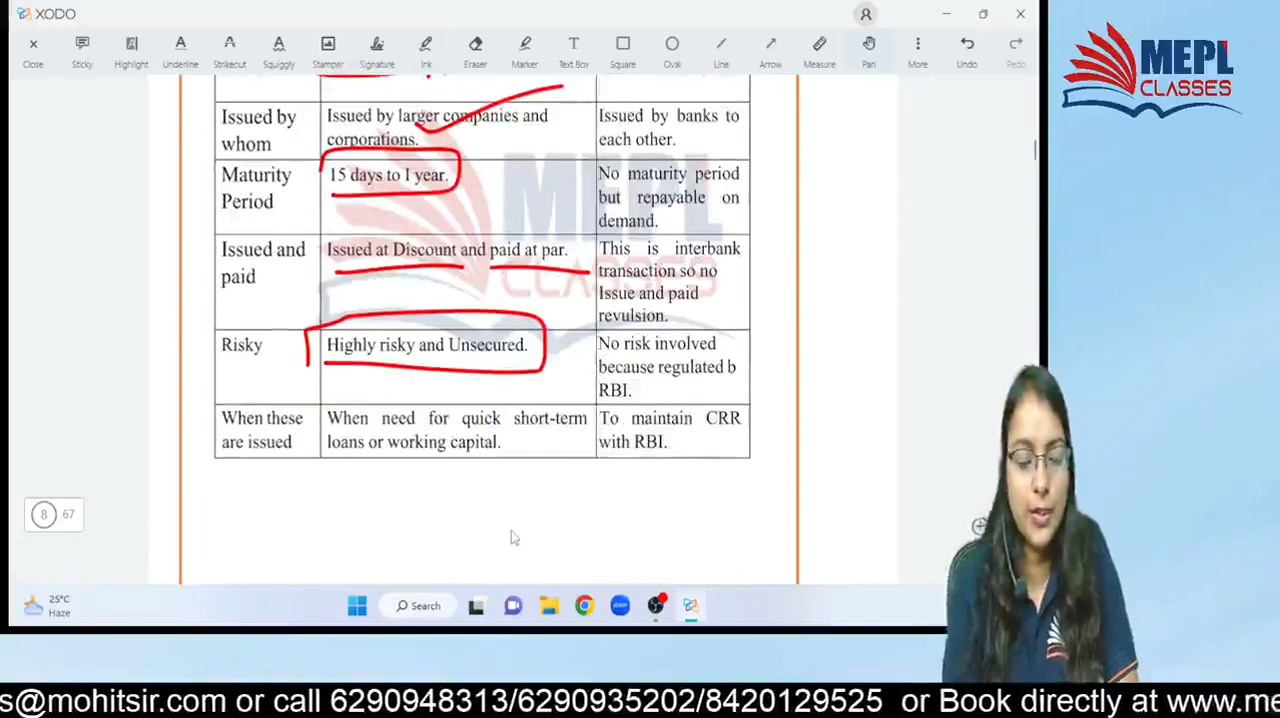 XODO
Close
Sticky
Highlight
Underline
Strikeout
Squiggly
Stamper
Signature
Ink
Eraser
Marker
Text Box
Square
Oval
Line
Arrow
Measure
Pan
More
Undo
Redo
MEPL
CLASSES
Issued by whom
Issued by larger companies and
corporations.
Issued by banks to
each other.
Maturity
Period
15 days to I year.
No maturity period
but repayable on
demand.
Issued and
paid
Issued at Discount and paid at par.
This is interbank
transaction so no
Issue and paid
revulsion.
Risky
Highly risky and Unsecured.
No risk involved
because regulated b
RBI.
When these
are issued
When need for quick short-term
loans or working capital.
To maintain CRR
with RBI.
MEPL
CLASSES
8 67
25°C
Haze
Search
zoom
s@mohitsir.com or call 6290948313/6290935202/8420129525 or Book directly at www.me